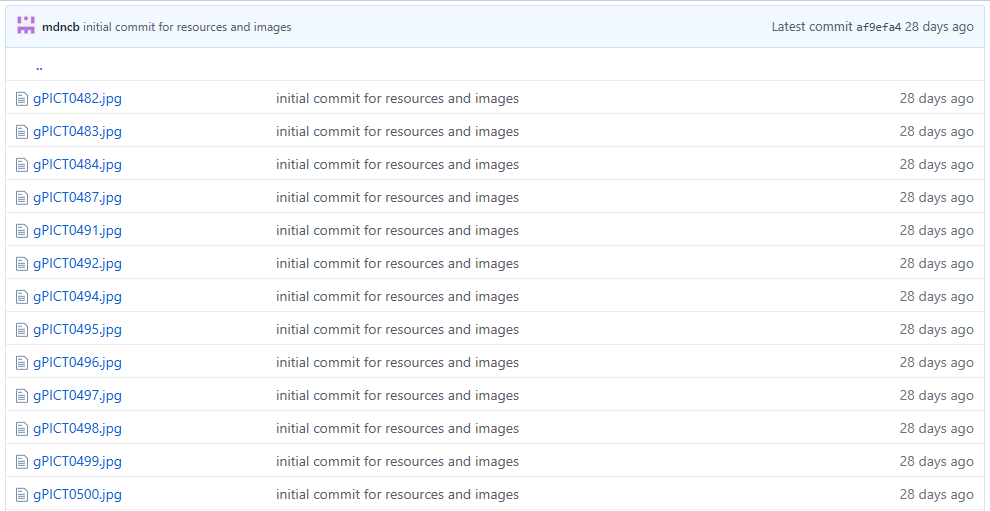 mdncb initial commit for resources and images Latest commit af9efa4 28 days ago
..
gPICT0482.jpg initial commit for resources and images 28 days ago
gPICT0483.jpg initial commit for resources and images 28 days ago
gPICT0484.jpg initial commit for resources and images 28 days ago
gPICT0487.jpg initial commit for resources and images 28 days ago
gPICT0491.jpg initial commit for resources and images 28 days ago
gPICT0492.jpg initial commit for resources and images 28 days ago
gPICT0494.jpg initial commit for resources and images 28 days ago
gPICT0495.jpg initial commit for resources and images 28 days ago
gPICT0496.jpg initial commit for resources and images 28 days ago
gPICT0497.jpg initial commit for resources and images 28 days ago
gPICT0498.jpg initial commit for resources and images 28 days ago
gPICT0499.jpg initial commit for resources and images 28 days ago
gPICT0500.jpg initial commit for resources and images 28 days ago